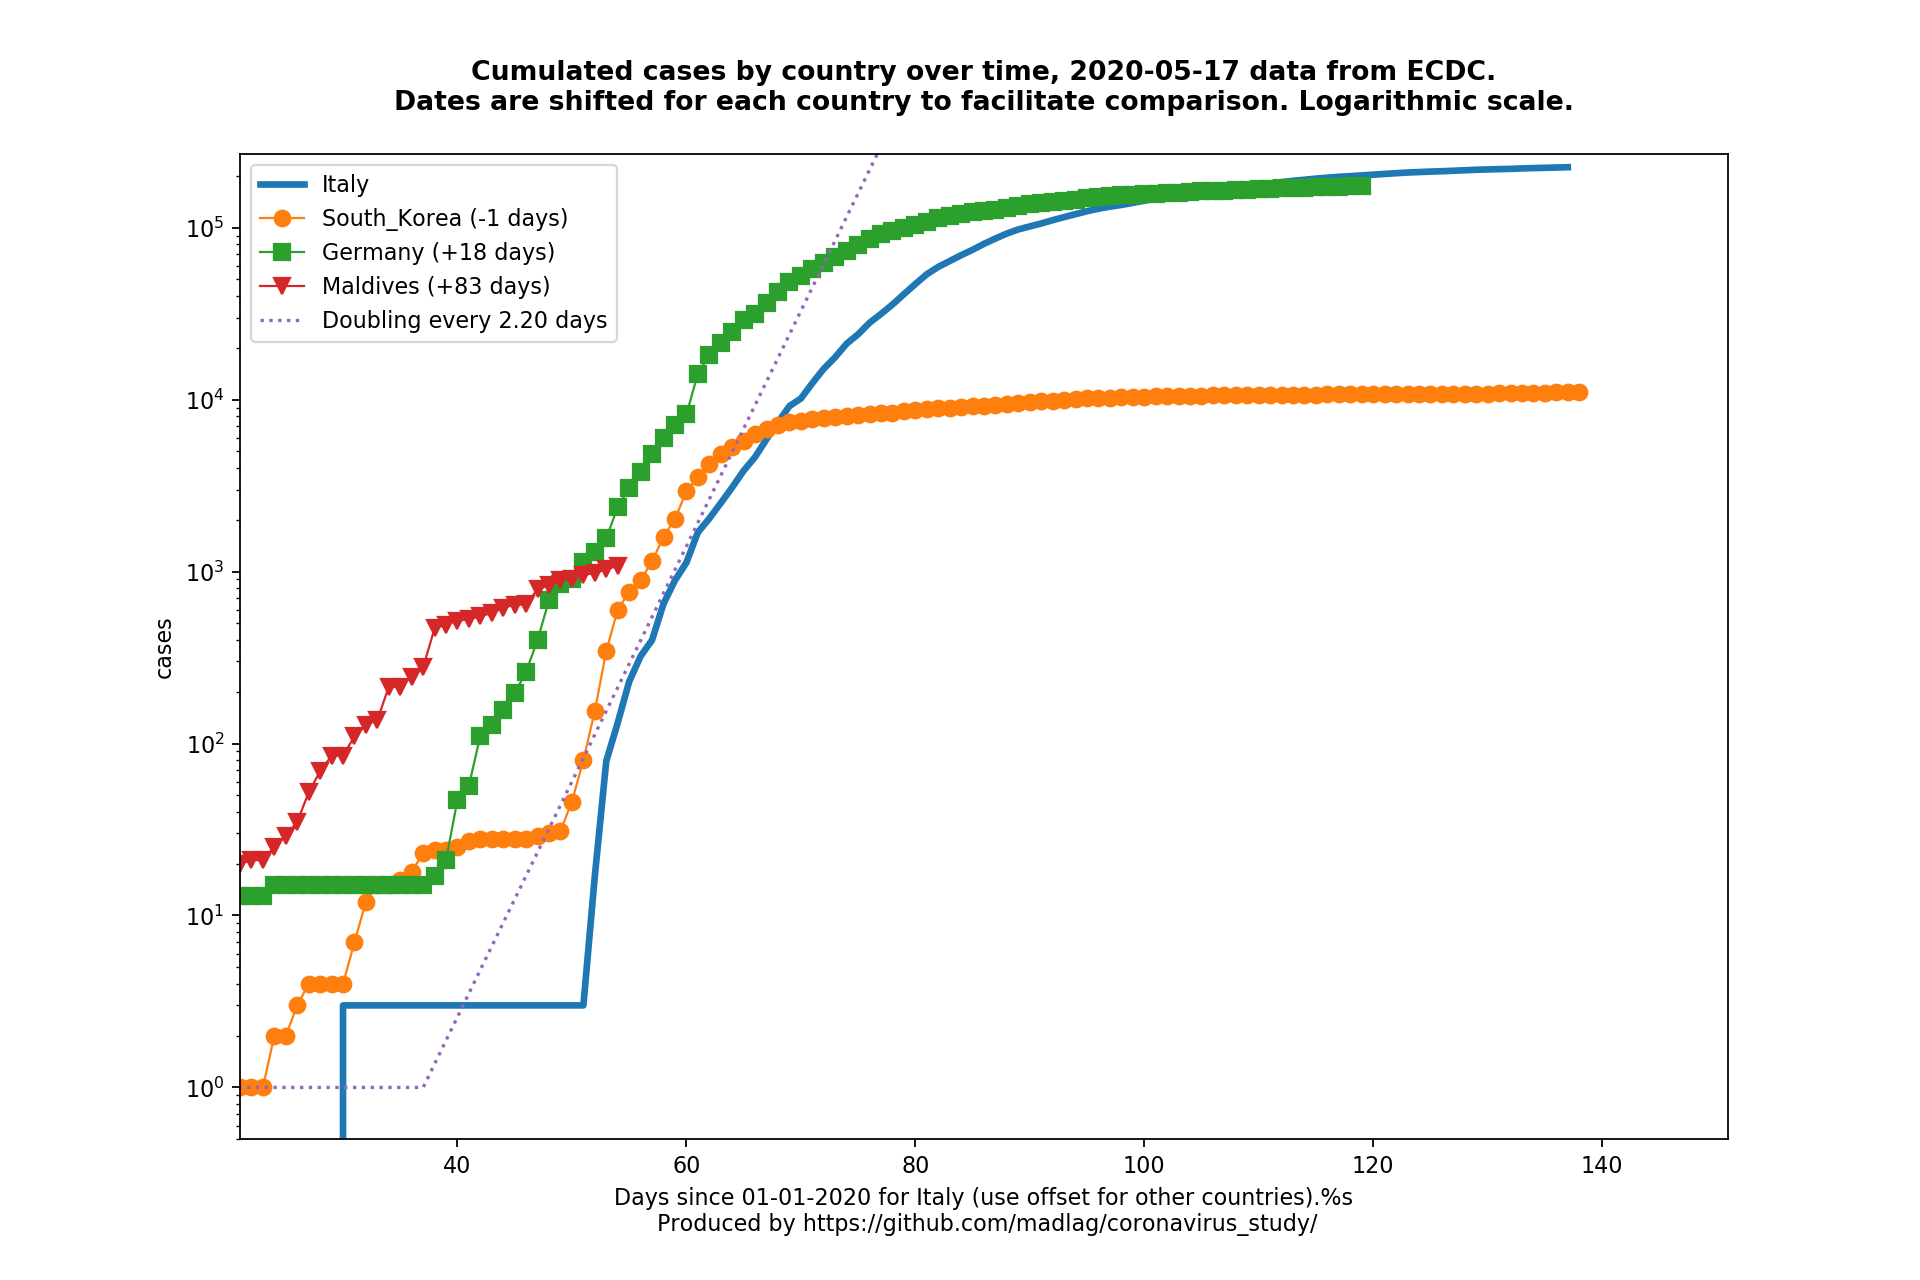 Cumulated cases by country over time, 2020-05-17 data from ECDC.
Dates are shifted for each country to facilitate comparison. Logarithmic scale.
Italy
South_Korea (-1 days)
Germany (+18 days)
Maldives (+83 days)
Doubling every 2.20 days
10^5
10^4
10^3
10^2
10^1
10^0
cases
40 60 80 100 120 140
Days since 01-01-2020 for Italy (use offset for other countries).%s
Produced by https://github.com/madlag/coronavirus_study/